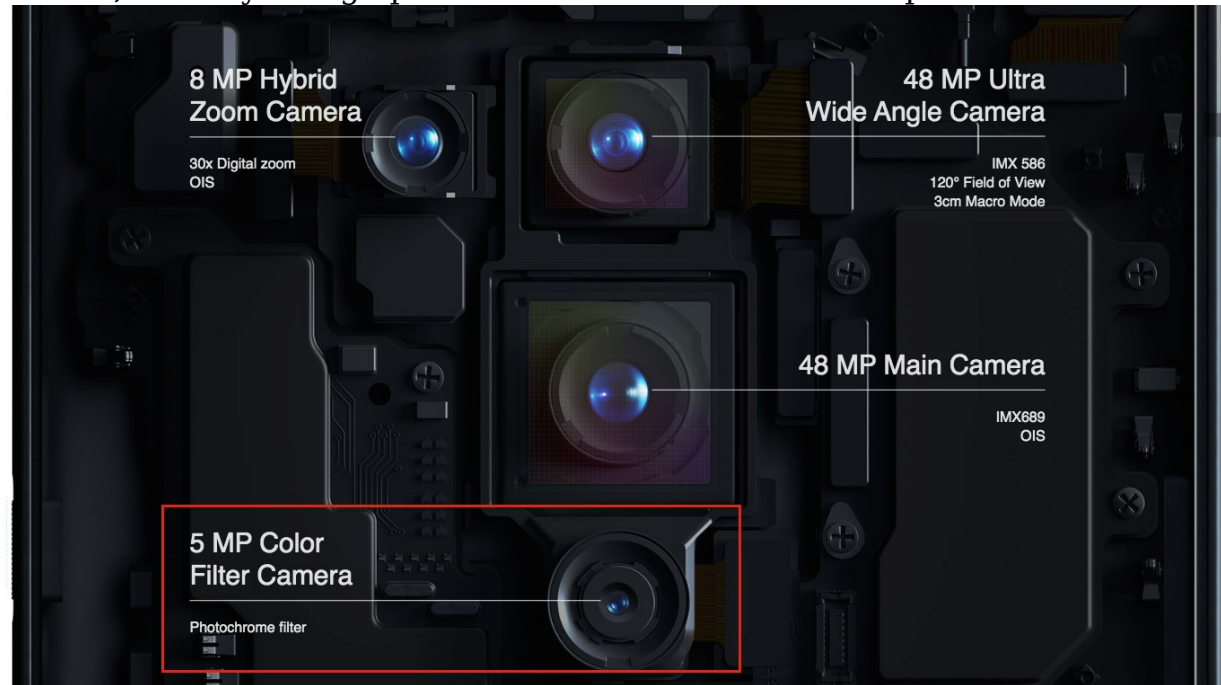 8 MP Hybrid
Zoom Camera
30x Digital zoom
OIS
48 MP Ultra
Wide Angle Camera
IMX 586
120° Field of View
3cm Macro Mode
48 MP Main Camera
IMX689
OIS
5 MP Color
Filter Camera
Photochrome filter